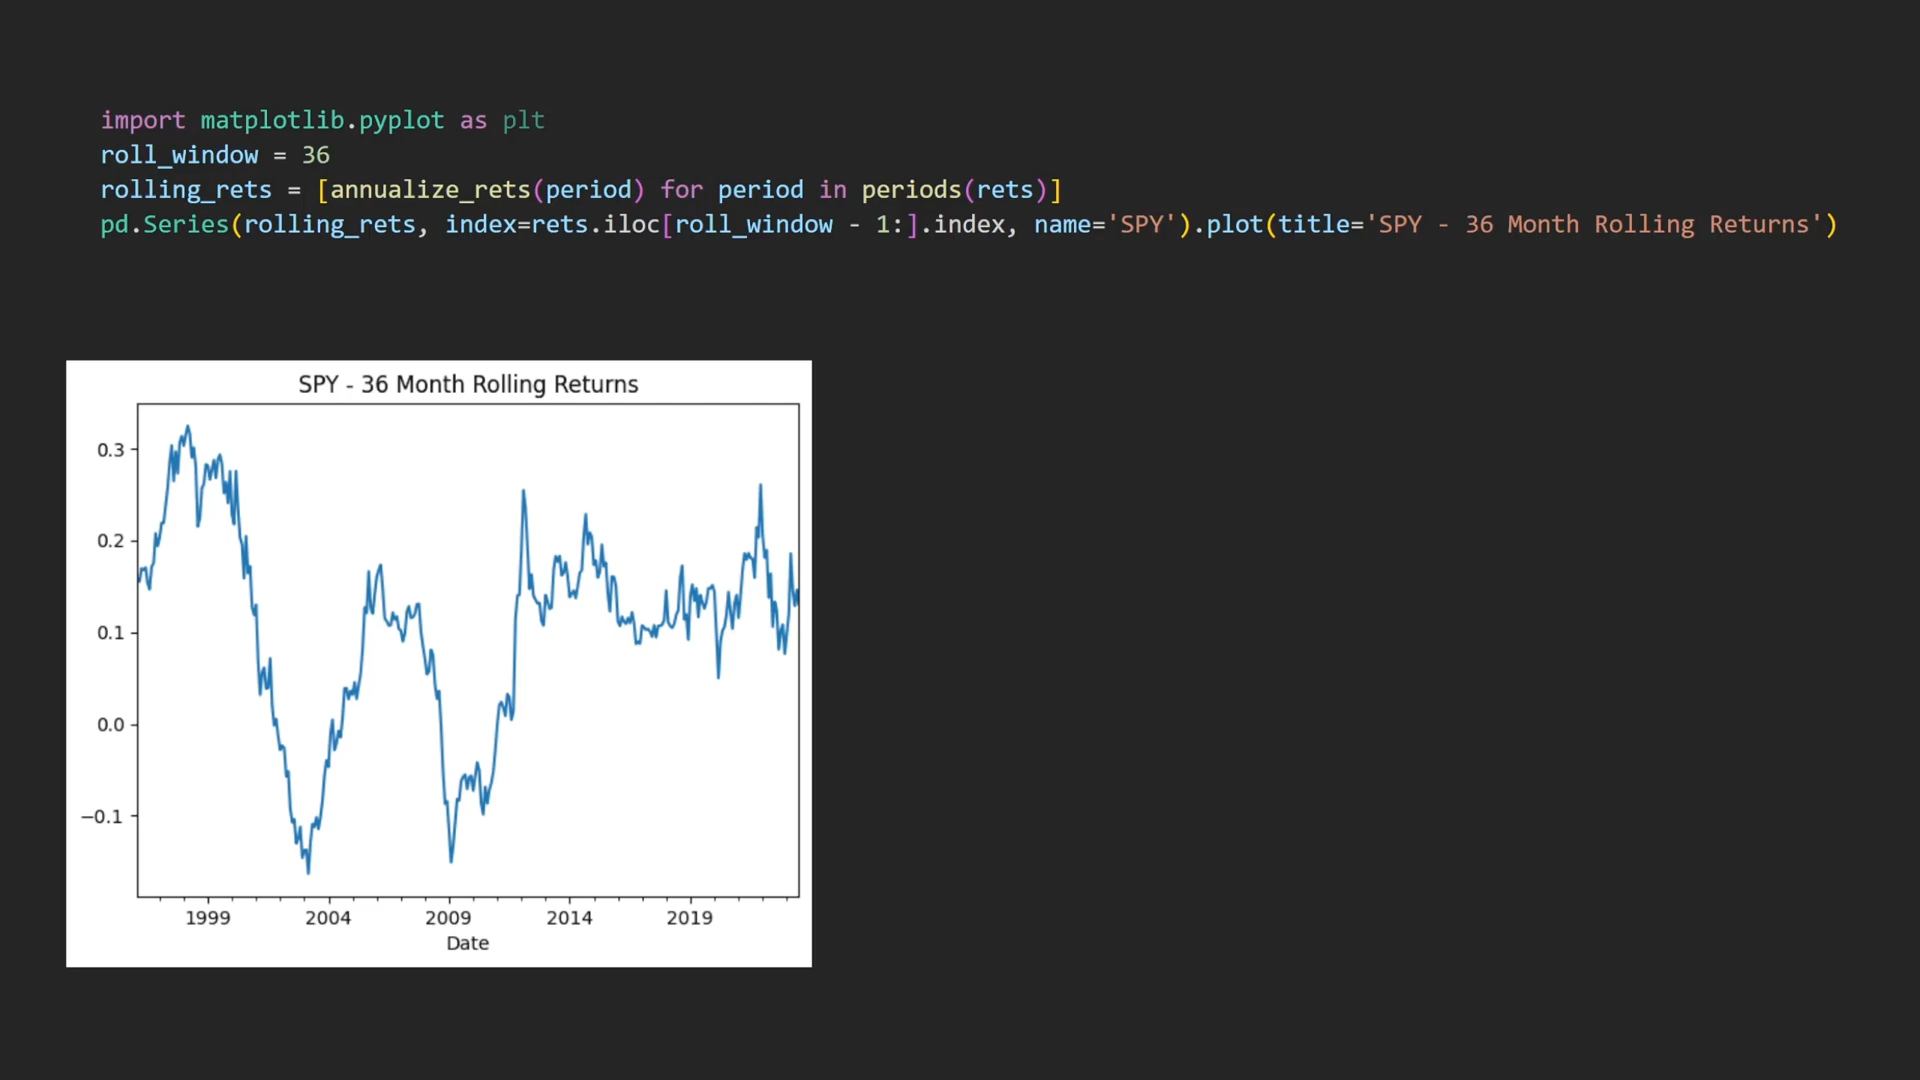 import matplotlib.pyplot as plt
roll_window = 36
rolling_rets = [annualize_rets(period) for period in periods(rets)]
pd.Series(rolling_rets, index=rets.iloc[roll_window - 1:].index, name='SPY').plot(title='SPY - 36 Month Rolling Returns')
SPY - 36 Month Rolling Returns
0.3
0.2
0.1
0.0
−0.1
1999 2004 2009 2014 2019
Date